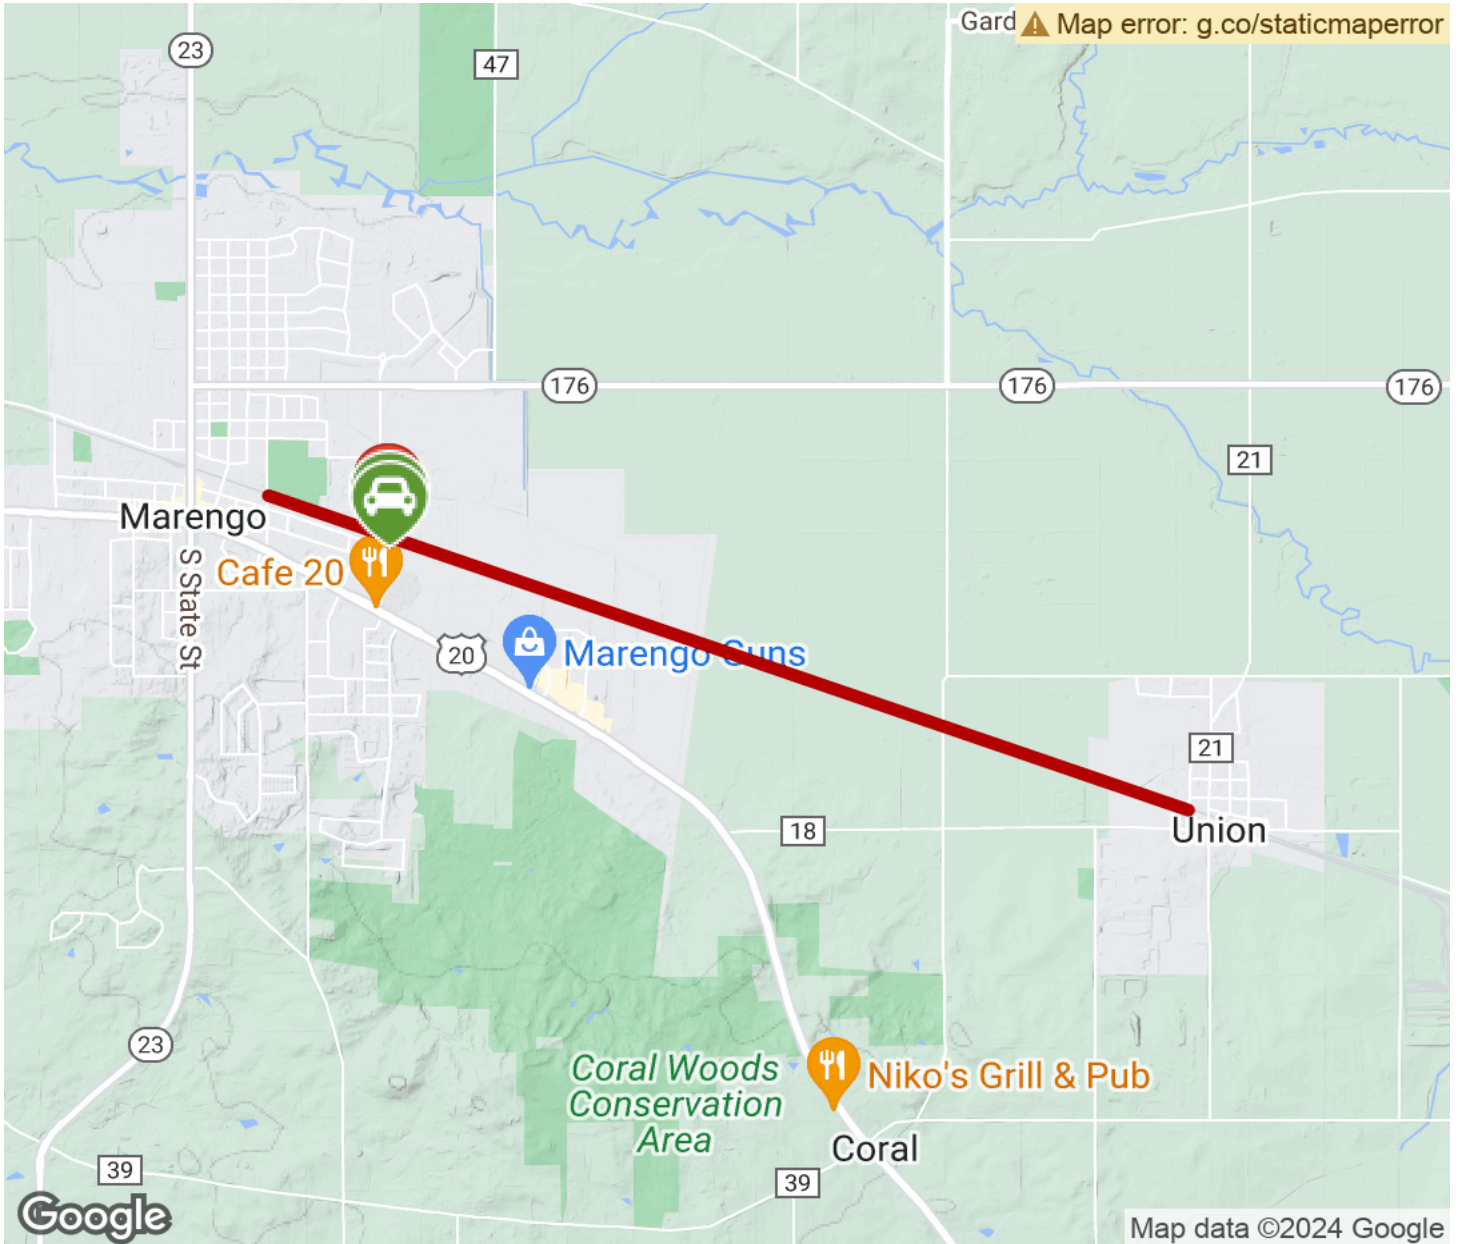 Gard
Map error: g.co/staticmaperror
23
47
176
176
176
21
Marengo
S State St
Cafe 20
20
Marengo Guns
21
18
Union
23
Coral Woods
Conservation
Area
Niko's Grill & Pub
Coral
39
39
Google
Map data ©2024 Google